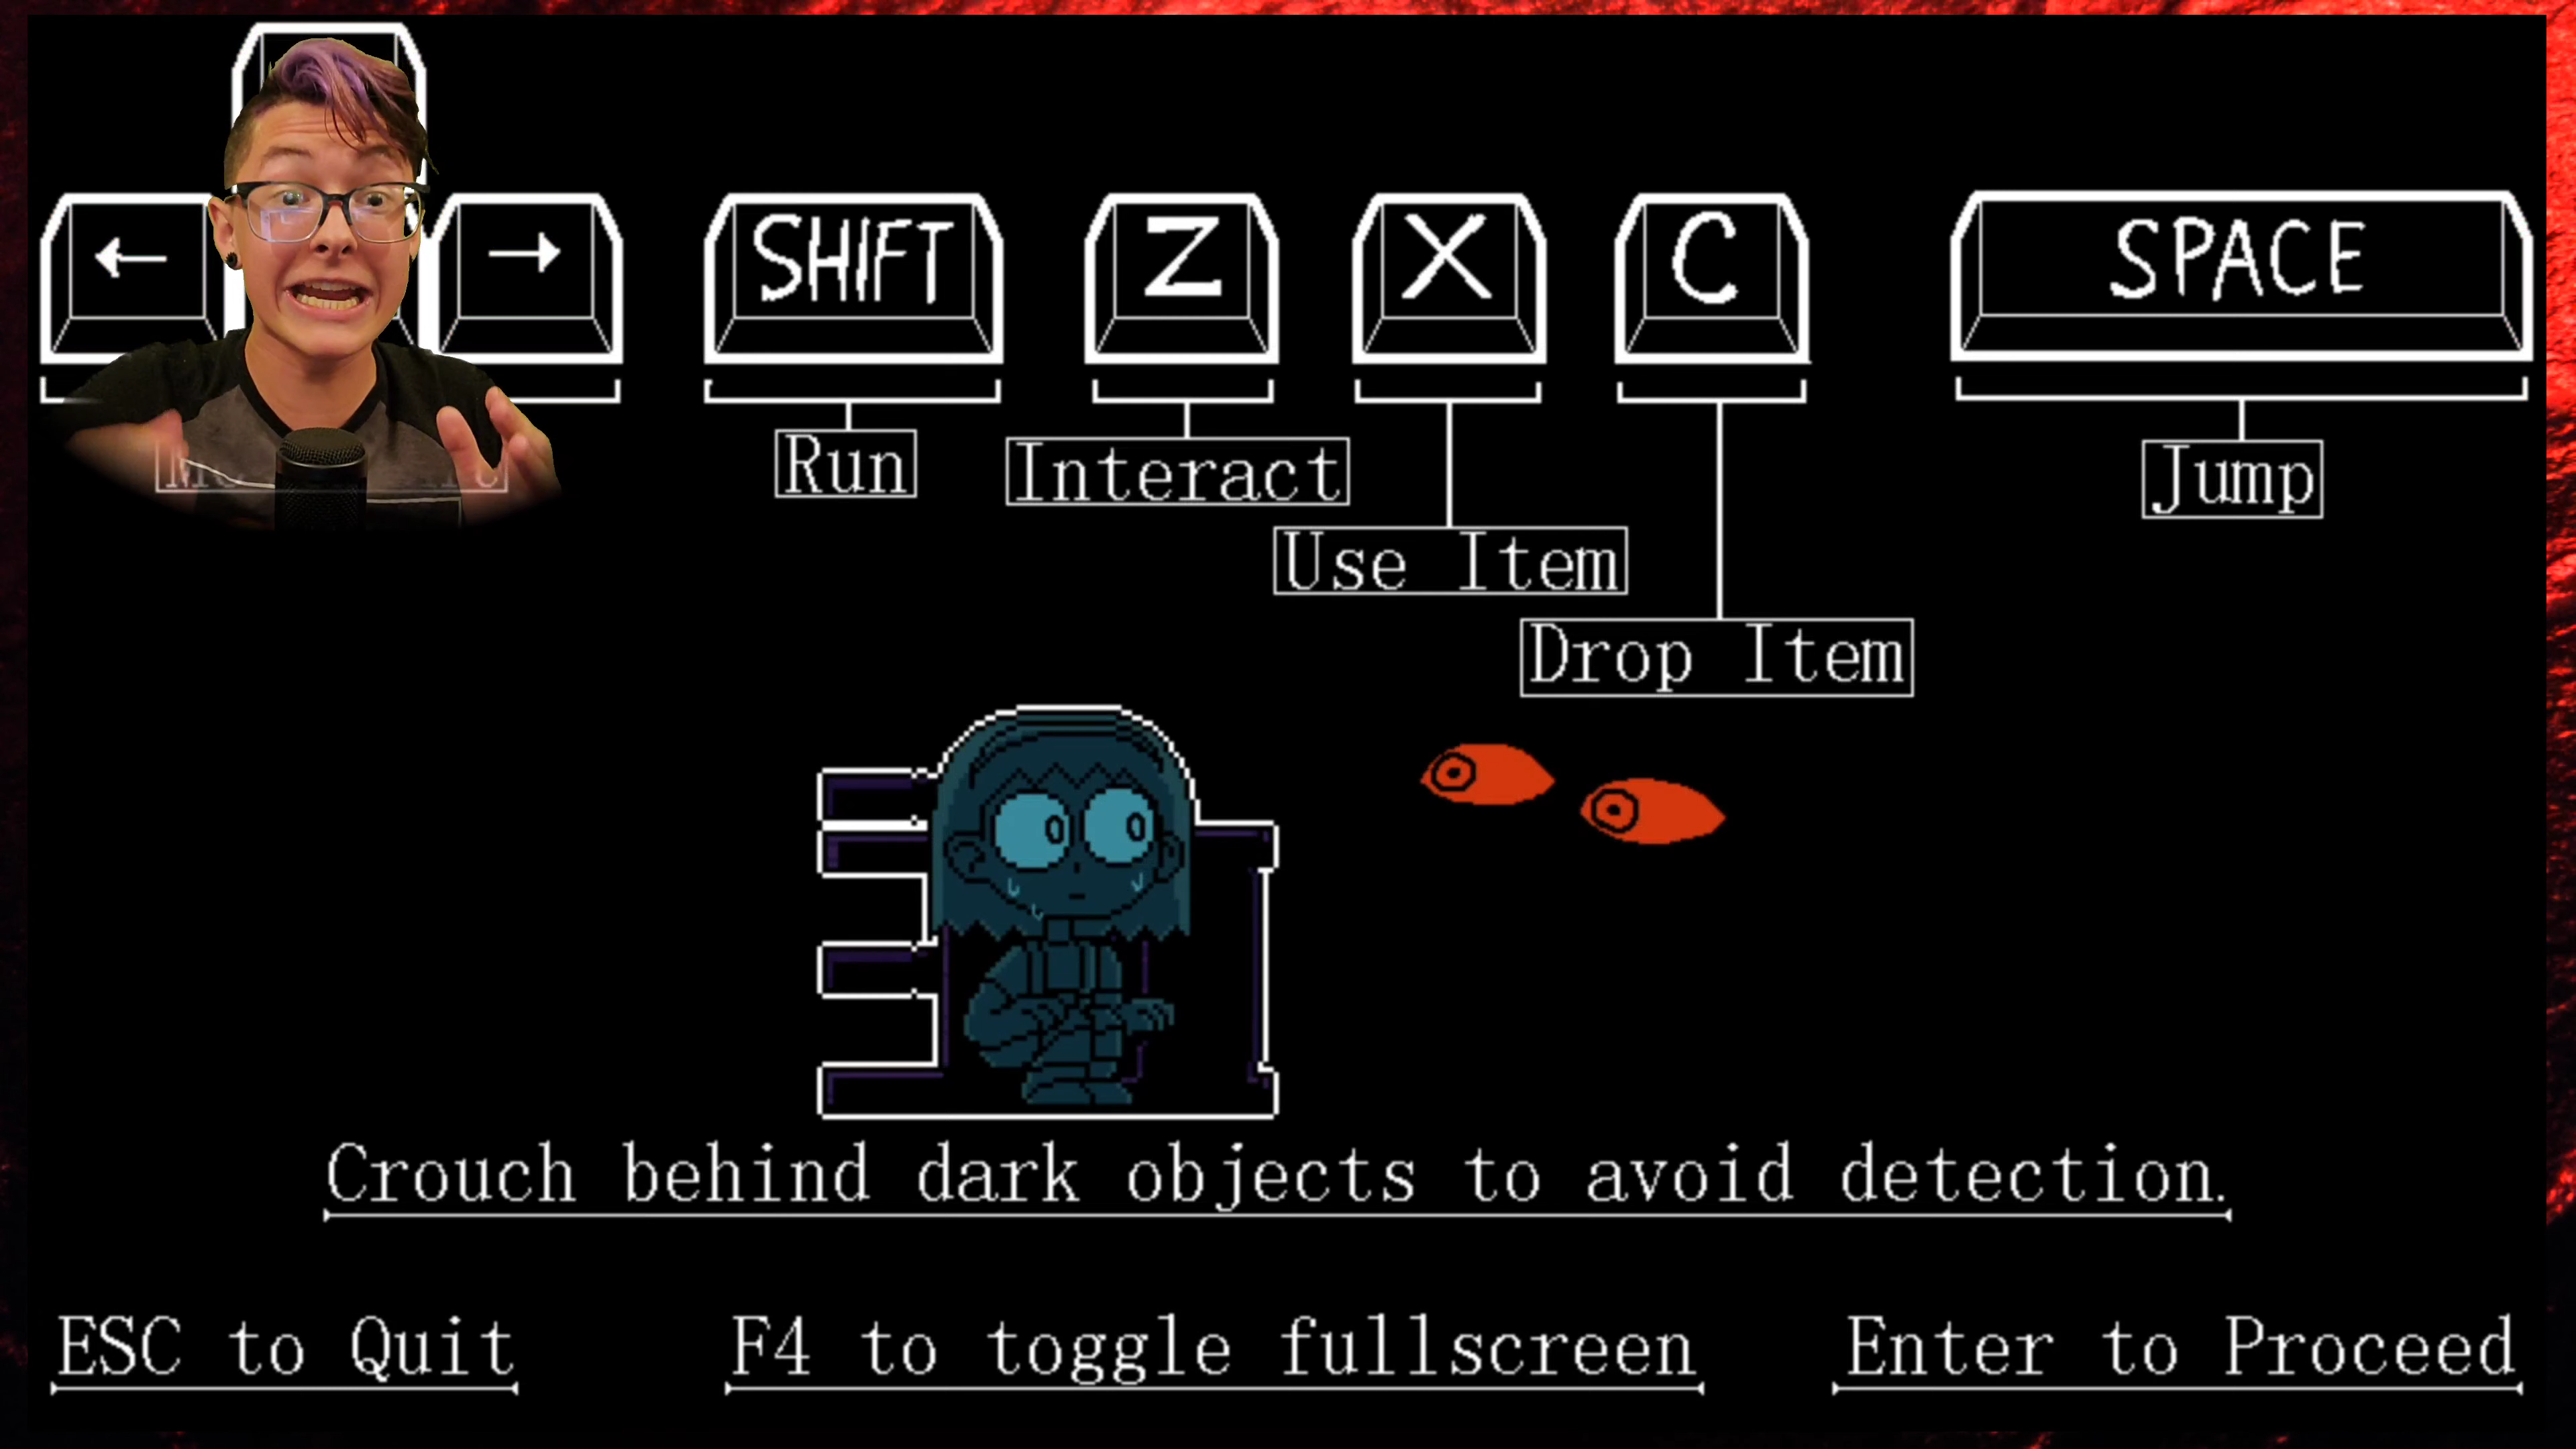 ← → SHIFT Z X C SPACE
Run Interact Jump
Use Item
Drop Item
Crouch behind dark objects to avoid detection.
ESC to Quit F4 to toggle fullscreen Enter to Proceed